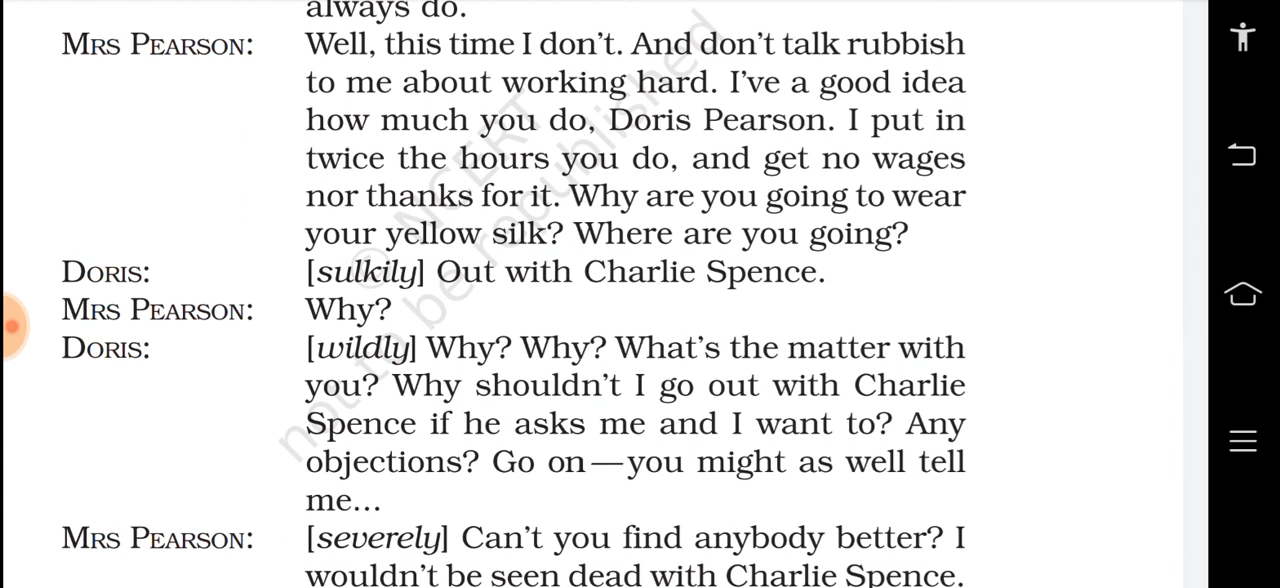 always do.
MRS PEARSON: Well, this time I don't. And don't talk rubbish
to me about working hard. I've a good idea
how much you do, Doris Pearson. I put in
twice the hours you do, and get no wages
nor thanks for it. Why are you going to wear
your yellow silk? Where are you going?
DORIS: [sulkily] Out with Charlie Spence.
MRS PEARSON: Why?
DORIS: [wildly] Why? Why? What's the matter with
you? Why shouldn't I go out with Charlie
Spence if he asks me and I want to? Any
objections? Go on—you might as well tell
me...
MRS PEARSON: [severely] Can't you find anybody better? I
wouldn't be seen dead with Charlie Spence.
© NCERT
not to be republished